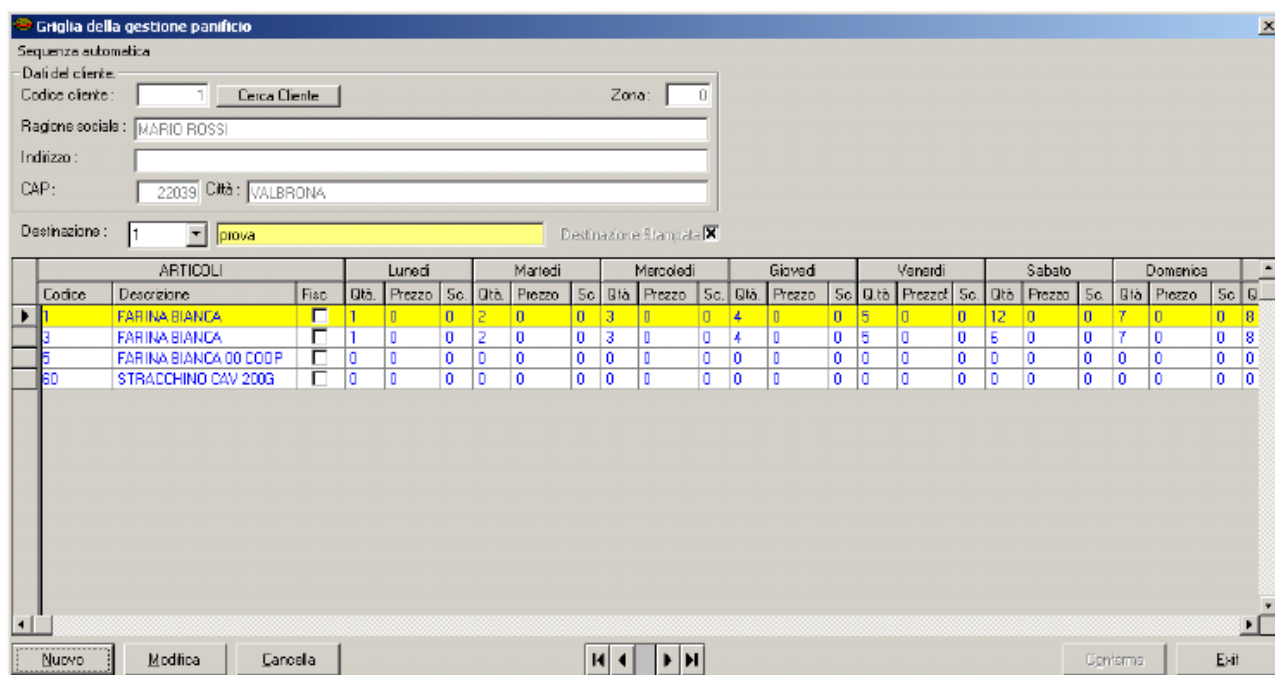 Griglia della gestione panificio
Sequenza automatica
Dati del cliente.
Codice cliente : 1 Cerca Cliente Zona : 0
Ragione sociale : MARIO ROSSI
Indirizzo :
CAP : 22039 Città : VALBRONA
Destinazione : 1 prova Destinazione Stampata
ARTICOLI Lunedì Martedì Mercoledì Giovedì Venerdì Sabato Domenica
Codice Descrizione Fisc Qtà. Prezzo Sc. Qtà. Prezzo Sc Qtà Prezzo Sc. Qtà. Prezzo Sc Q.tà Prezzo Sc. Qtà Prezzo Sc. Qtà Prezzo Sc Q
1 FARINA BIANCA 1 0 0 2 0 0 3 0 0 4 0 0 5 0 0 12 0 0 7 0 0 8
3 FARINA BIANCA 1 0 0 2 0 0 3 0 0 4 0 0 5 0 0 6 0 0 7 0 0 8
5 FARINA BIANCA 00 COOP 0 0 0 0 0 0 0 0 0 0 0 0 0 0 0 0 0 0 0 0 0 0
60 STRACCHINO CAV 200G 0 0 0 0 0 0 0 0 0 0 0 0 0 0 0 0 0 0 0 0 0 0
Nuovo Modifica Cancella Conferma Exit